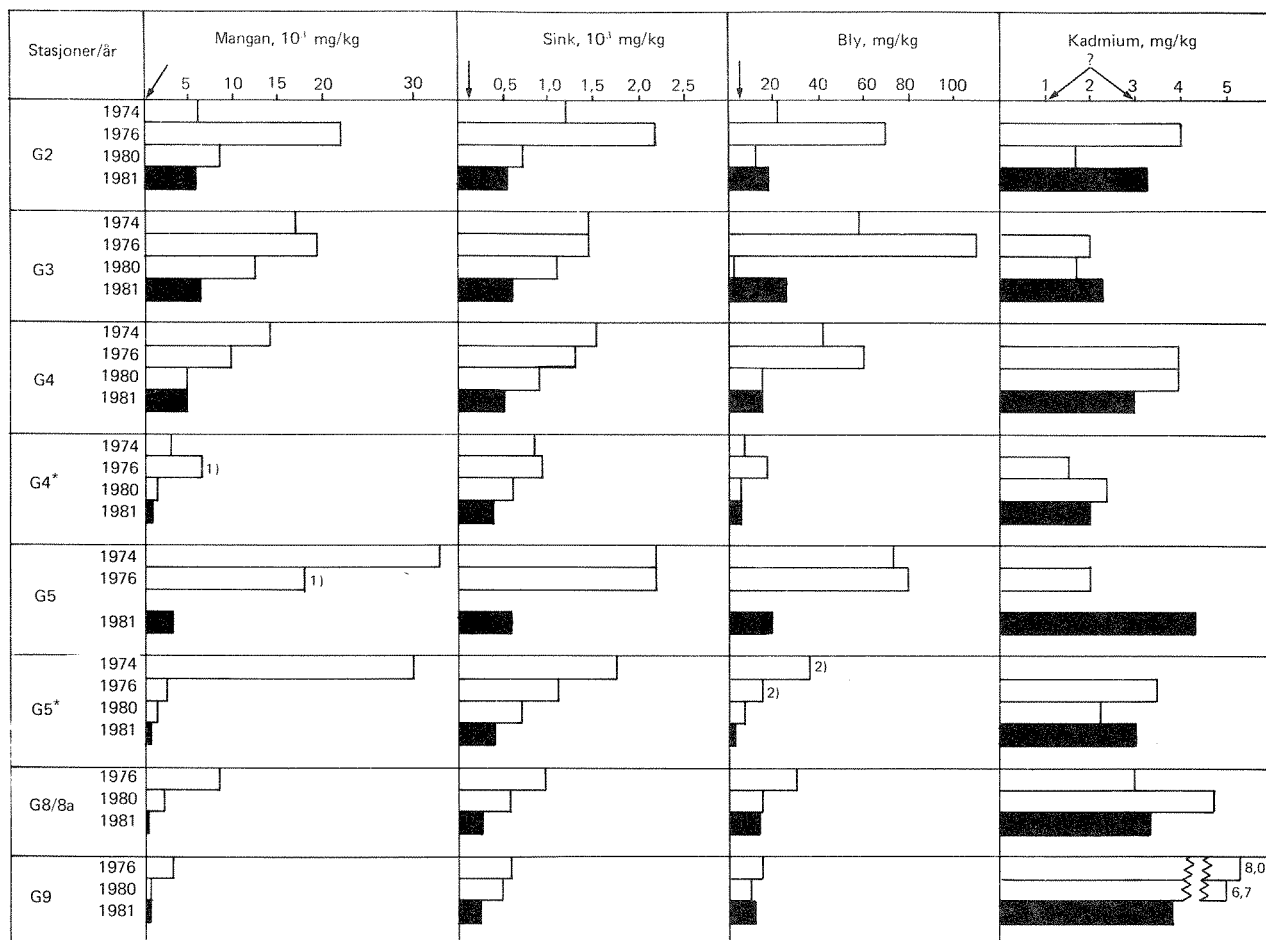 Stasjoner/år
Mangan, 10⁻³ mg/kg
Sink, 10⁻³ mg/kg
Bly, mg/kg
Kadmium, mg/kg
?
5 10 20 30
0,5 1,0 1,5 2,0 2,5
20 40 60 80 100
1 2 3 4 5
G2
1974
1976
1980
1981
G3
1974
1976
1980
1981
G4
1974
1976
1980
1981
G4*
1974
1976 1)
1980
1981
G5
1974
1976 1)
1981
G5*
1974 2)
1976 2)
1980
1981
G8/8a
1976
1980
1981
G9
1976 8,0
1980 6,7
1981